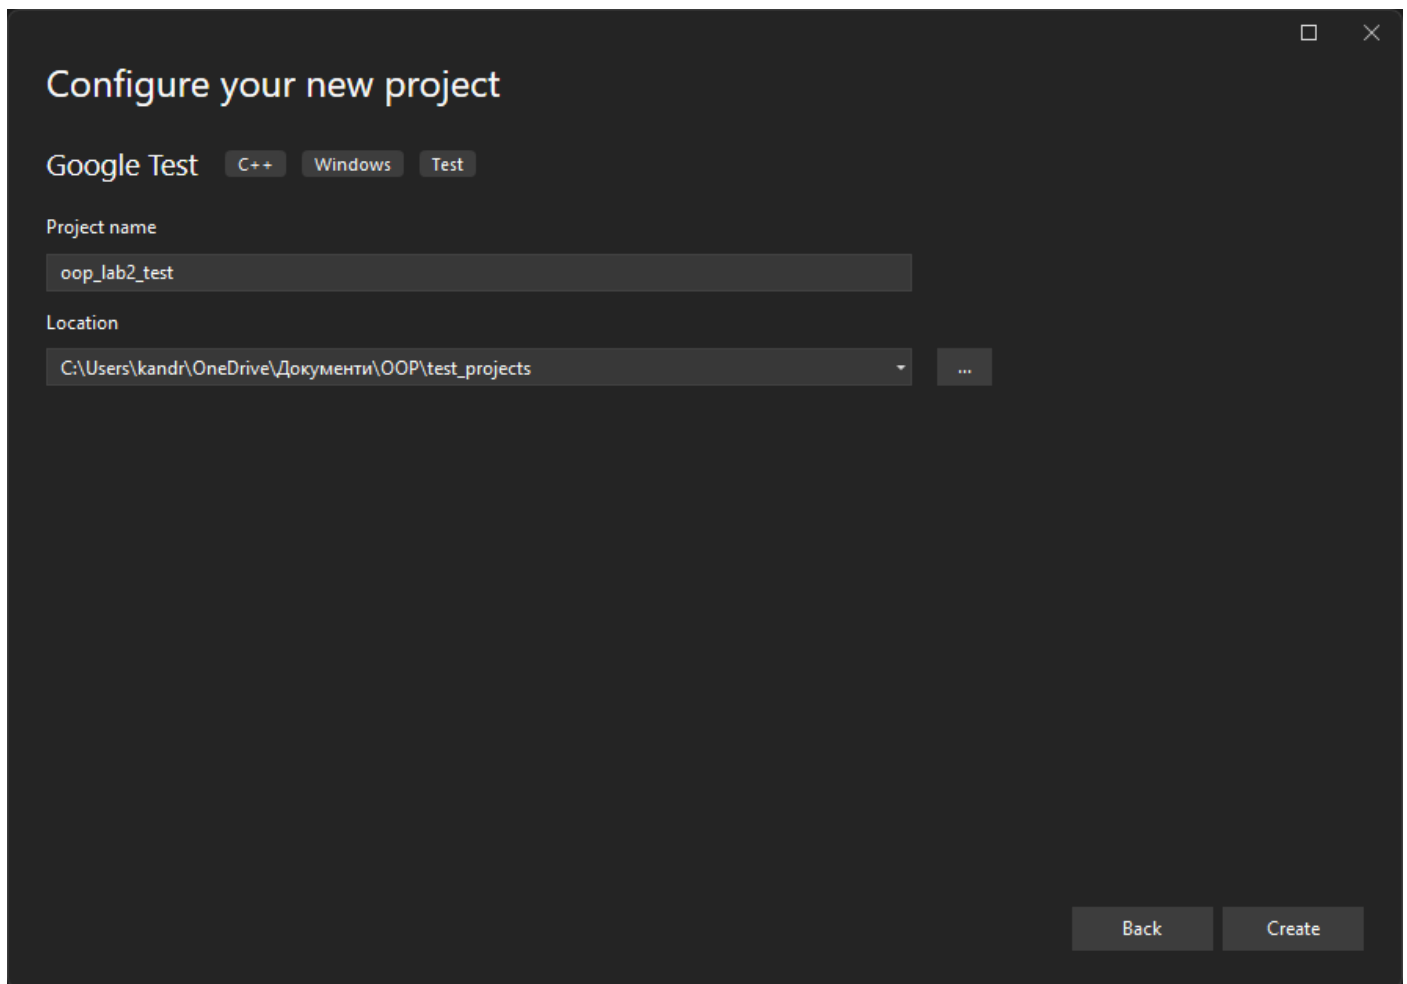 Configure your new project
Google Test C++ Windows Test
Project name
oop_lab2_test
Location
C:\Users\kandr\OneDrive\Документи\OOP\test_projects
...
Back Create